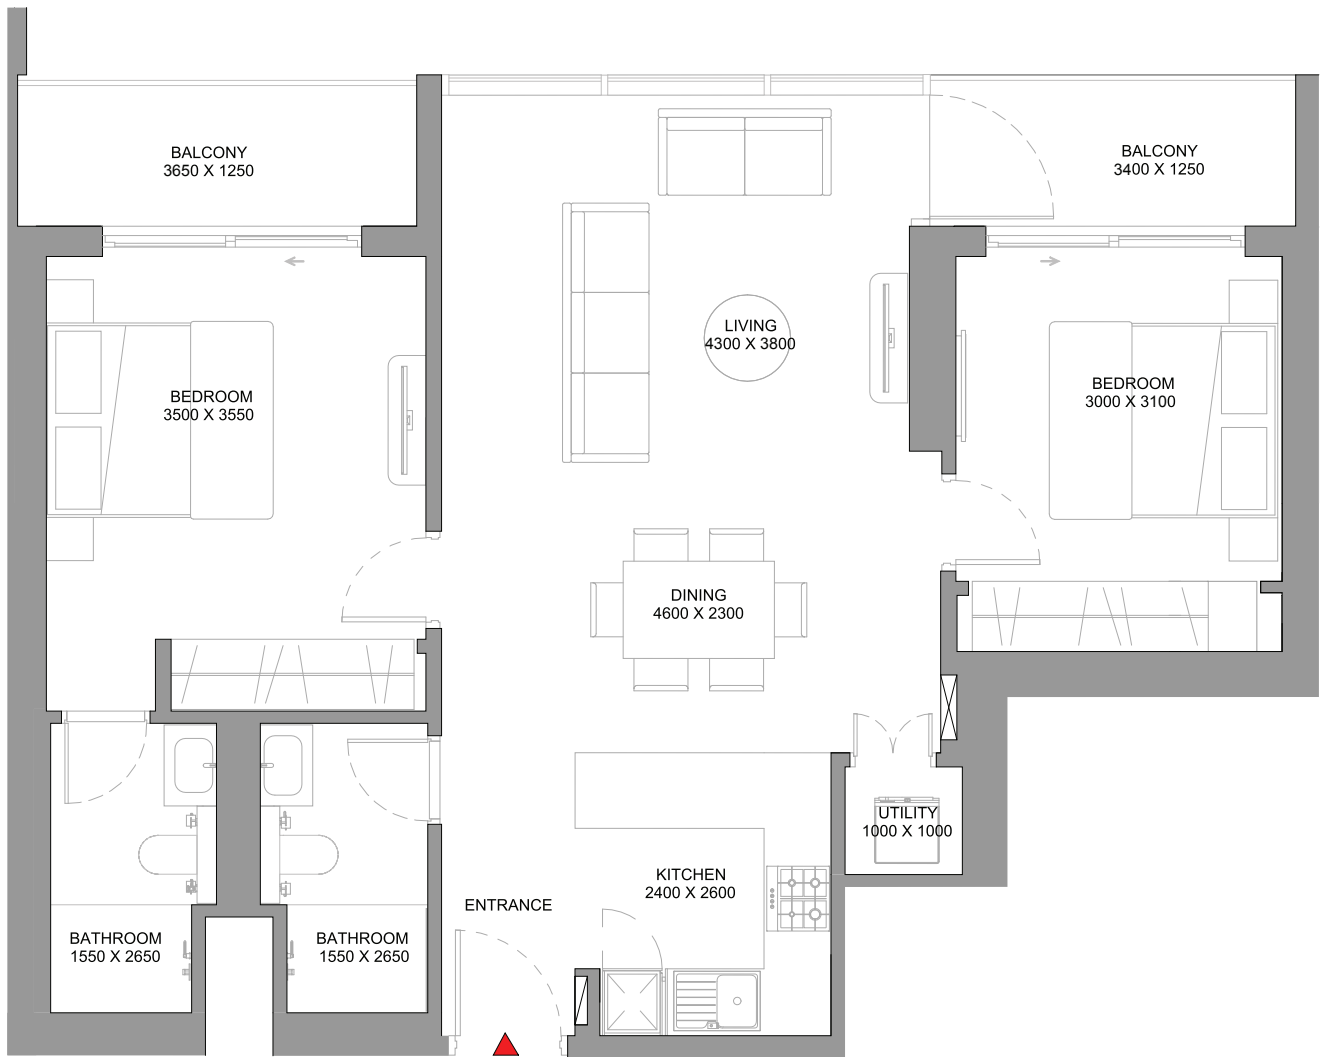 BALCONY
3650 X 1250
BALCONY
3400 X 1250
LIVING
4300 X 3800
BEDROOM
3500 X 3550
BEDROOM
3000 X 3100
DINING
4600 X 2300
UTILITY
1000 X 1000
KITCHEN
2400 X 2600
ENTRANCE
BATHROOM
1550 X 2650
BATHROOM
1550 X 2650